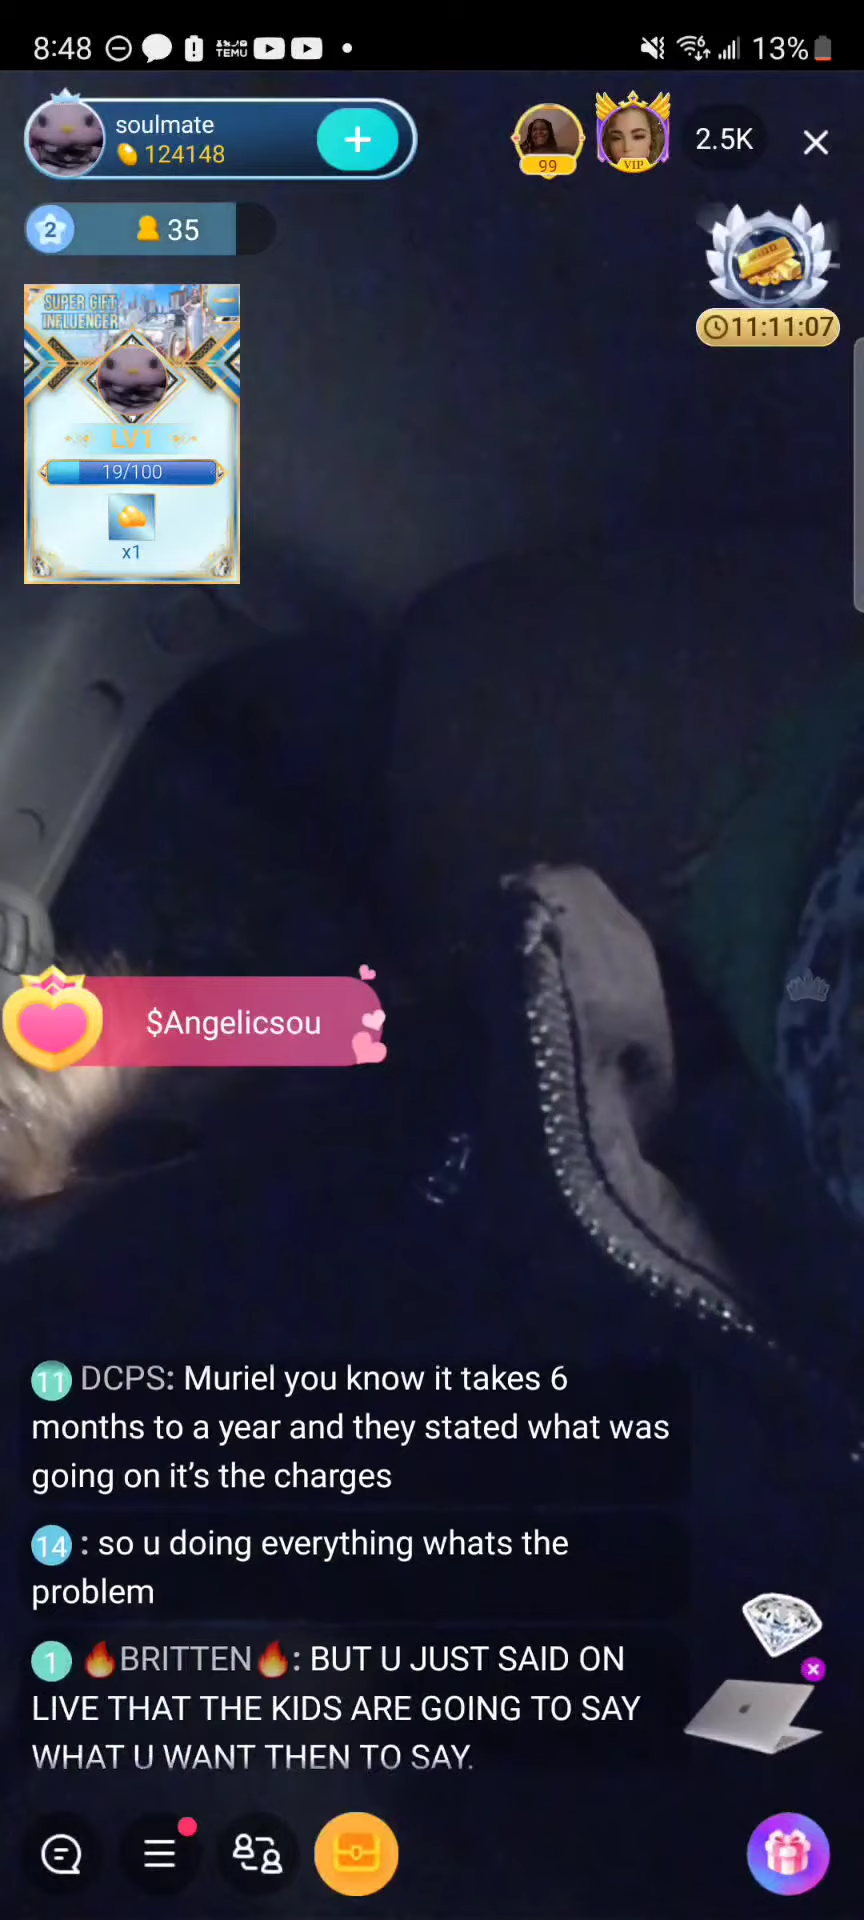 8:48
TEMU
13%
soulmate
124148
99
VIP
2.5K
2
35
11:11:07
SUPER GIFT
INFLUENCER
LV1
19/100
x1
$Angelicsou
11 DCPS: Muriel you know it takes 6
months to a year and they stated what was
going on it’s the charges
14 : so u doing everything whats the
problem
1 🔥BRITTEN🔥: BUT U JUST SAID ON
LIVE THAT THE KIDS ARE GOING TO SAY
WHAT U WANT THEN TO SAY.